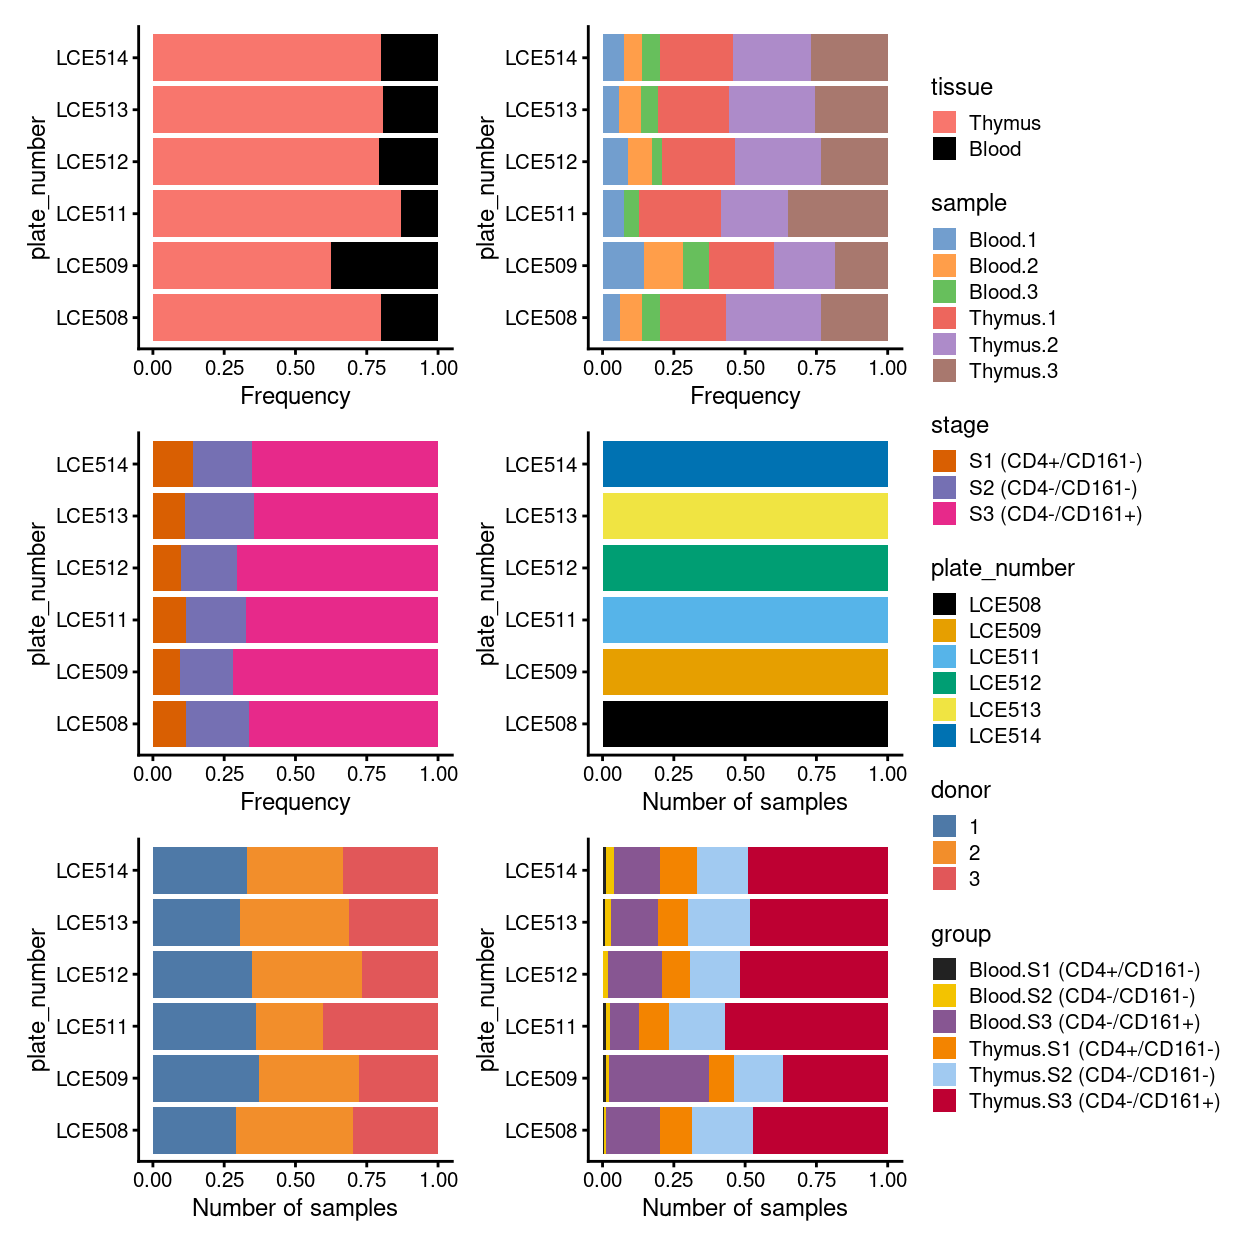 plate_number
LCE514
LCE513
LCE512
LCE511
LCE509
LCE508
0.00 0.25 0.50 0.75 1.00
Frequency
plate_number
LCE514
LCE513
LCE512
LCE511
LCE509
LCE508
0.00 0.25 0.50 0.75 1.00
Frequency
plate_number
LCE514
LCE513
LCE512
LCE511
LCE509
LCE508
0.00 0.25 0.50 0.75 1.00
Frequency
plate_number
LCE514
LCE513
LCE512
LCE511
LCE509
LCE508
0.00 0.25 0.50 0.75 1.00
Number of samples
plate_number
LCE514
LCE513
LCE512
LCE511
LCE509
LCE508
0.00 0.25 0.50 0.75 1.00
Number of samples
plate_number
LCE514
LCE513
LCE512
LCE511
LCE509
LCE508
0.00 0.25 0.50 0.75 1.00
Number of samples
tissue
Thymus
Blood
sample
Blood.1
Blood.2
Blood.3
Thymus.1
Thymus.2
Thymus.3
stage
S1 (CD4+/CD161-)
S2 (CD4-/CD161-)
S3 (CD4-/CD161+)
plate_number
LCE508
LCE509
LCE511
LCE512
LCE513
LCE514
donor
1
2
3
group
Blood.S1 (CD4+/CD161-)
Blood.S2 (CD4-/CD161-)
Blood.S3 (CD4-/CD161+)
Thymus.S1 (CD4+/CD161-)
Thymus.S2 (CD4-/CD161-)
Thymus.S3 (CD4-/CD161+)